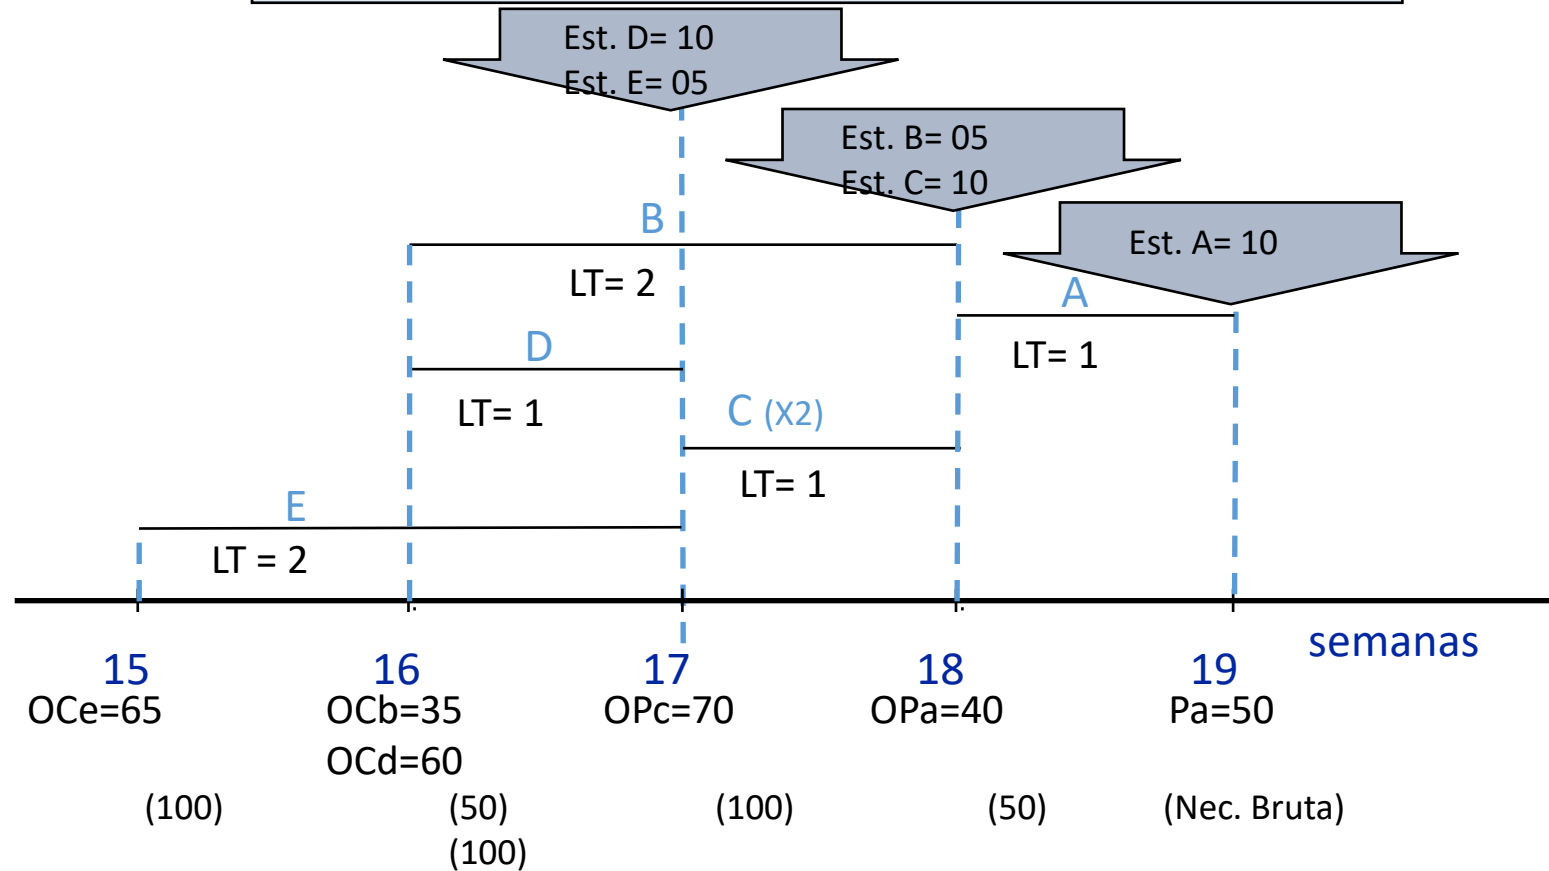 Est. D= 10
Est. E= 05
Est. B= 05
Est. C= 10
Est. A= 10
B
LT= 2
A
LT= 1
D
LT= 1
C (X2)
LT= 1
E
LT = 2
semanas
15 16 17 18 19
OCe=65 OCb=35 OPc=70 OPa=40 Pa=50
OCd=60
(100) (50) (100) (50) (Nec. Bruta)
(100)